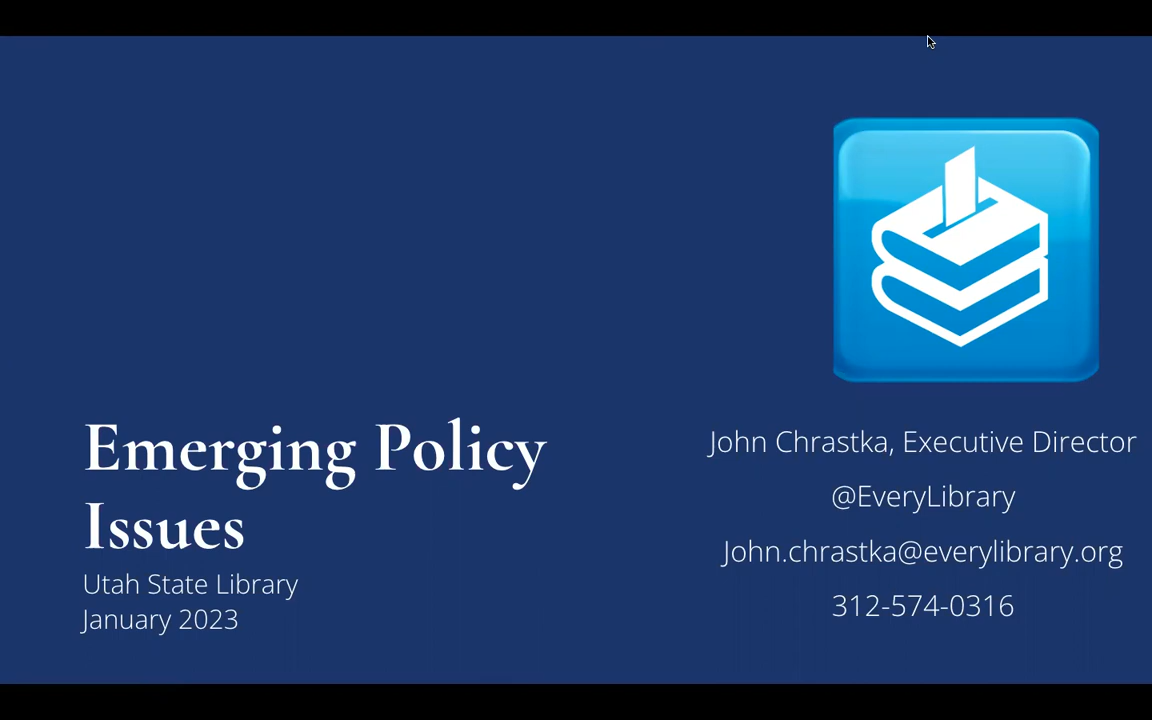 Emerging Policy
Issues
Utah State Library
January 2023
John Chrastka, Executive Director
@EveryLibrary
John.chrastka@everylibrary.org
312-574-0316